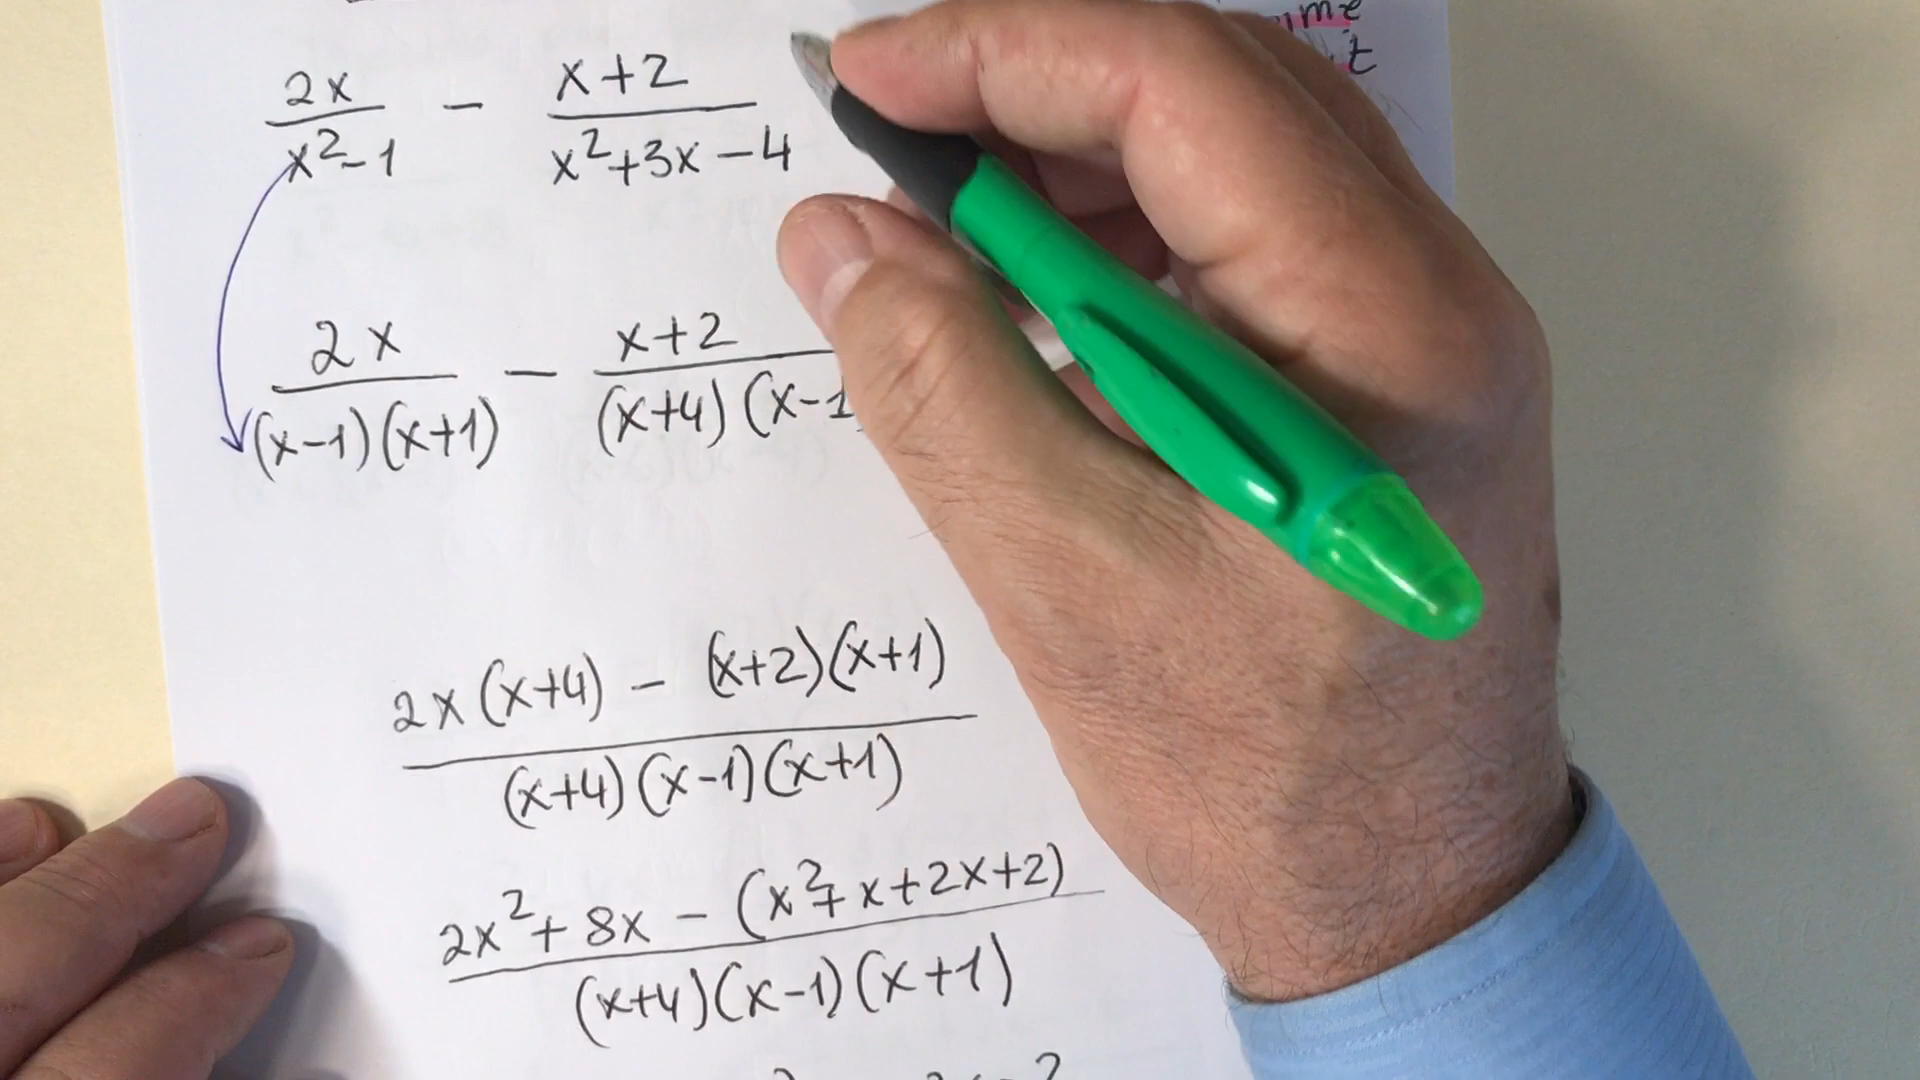 2x x+2
x²-1 - x²+3x-4
2x x+2
(x-1)(x+1) - (x+4)(x-1
2x(x+4) - (x+2)(x+1)
(x+4)(x-1)(x+1)
2x²+8x-(x²+x+2x+2)
(x+4)(x-1)(x+1)